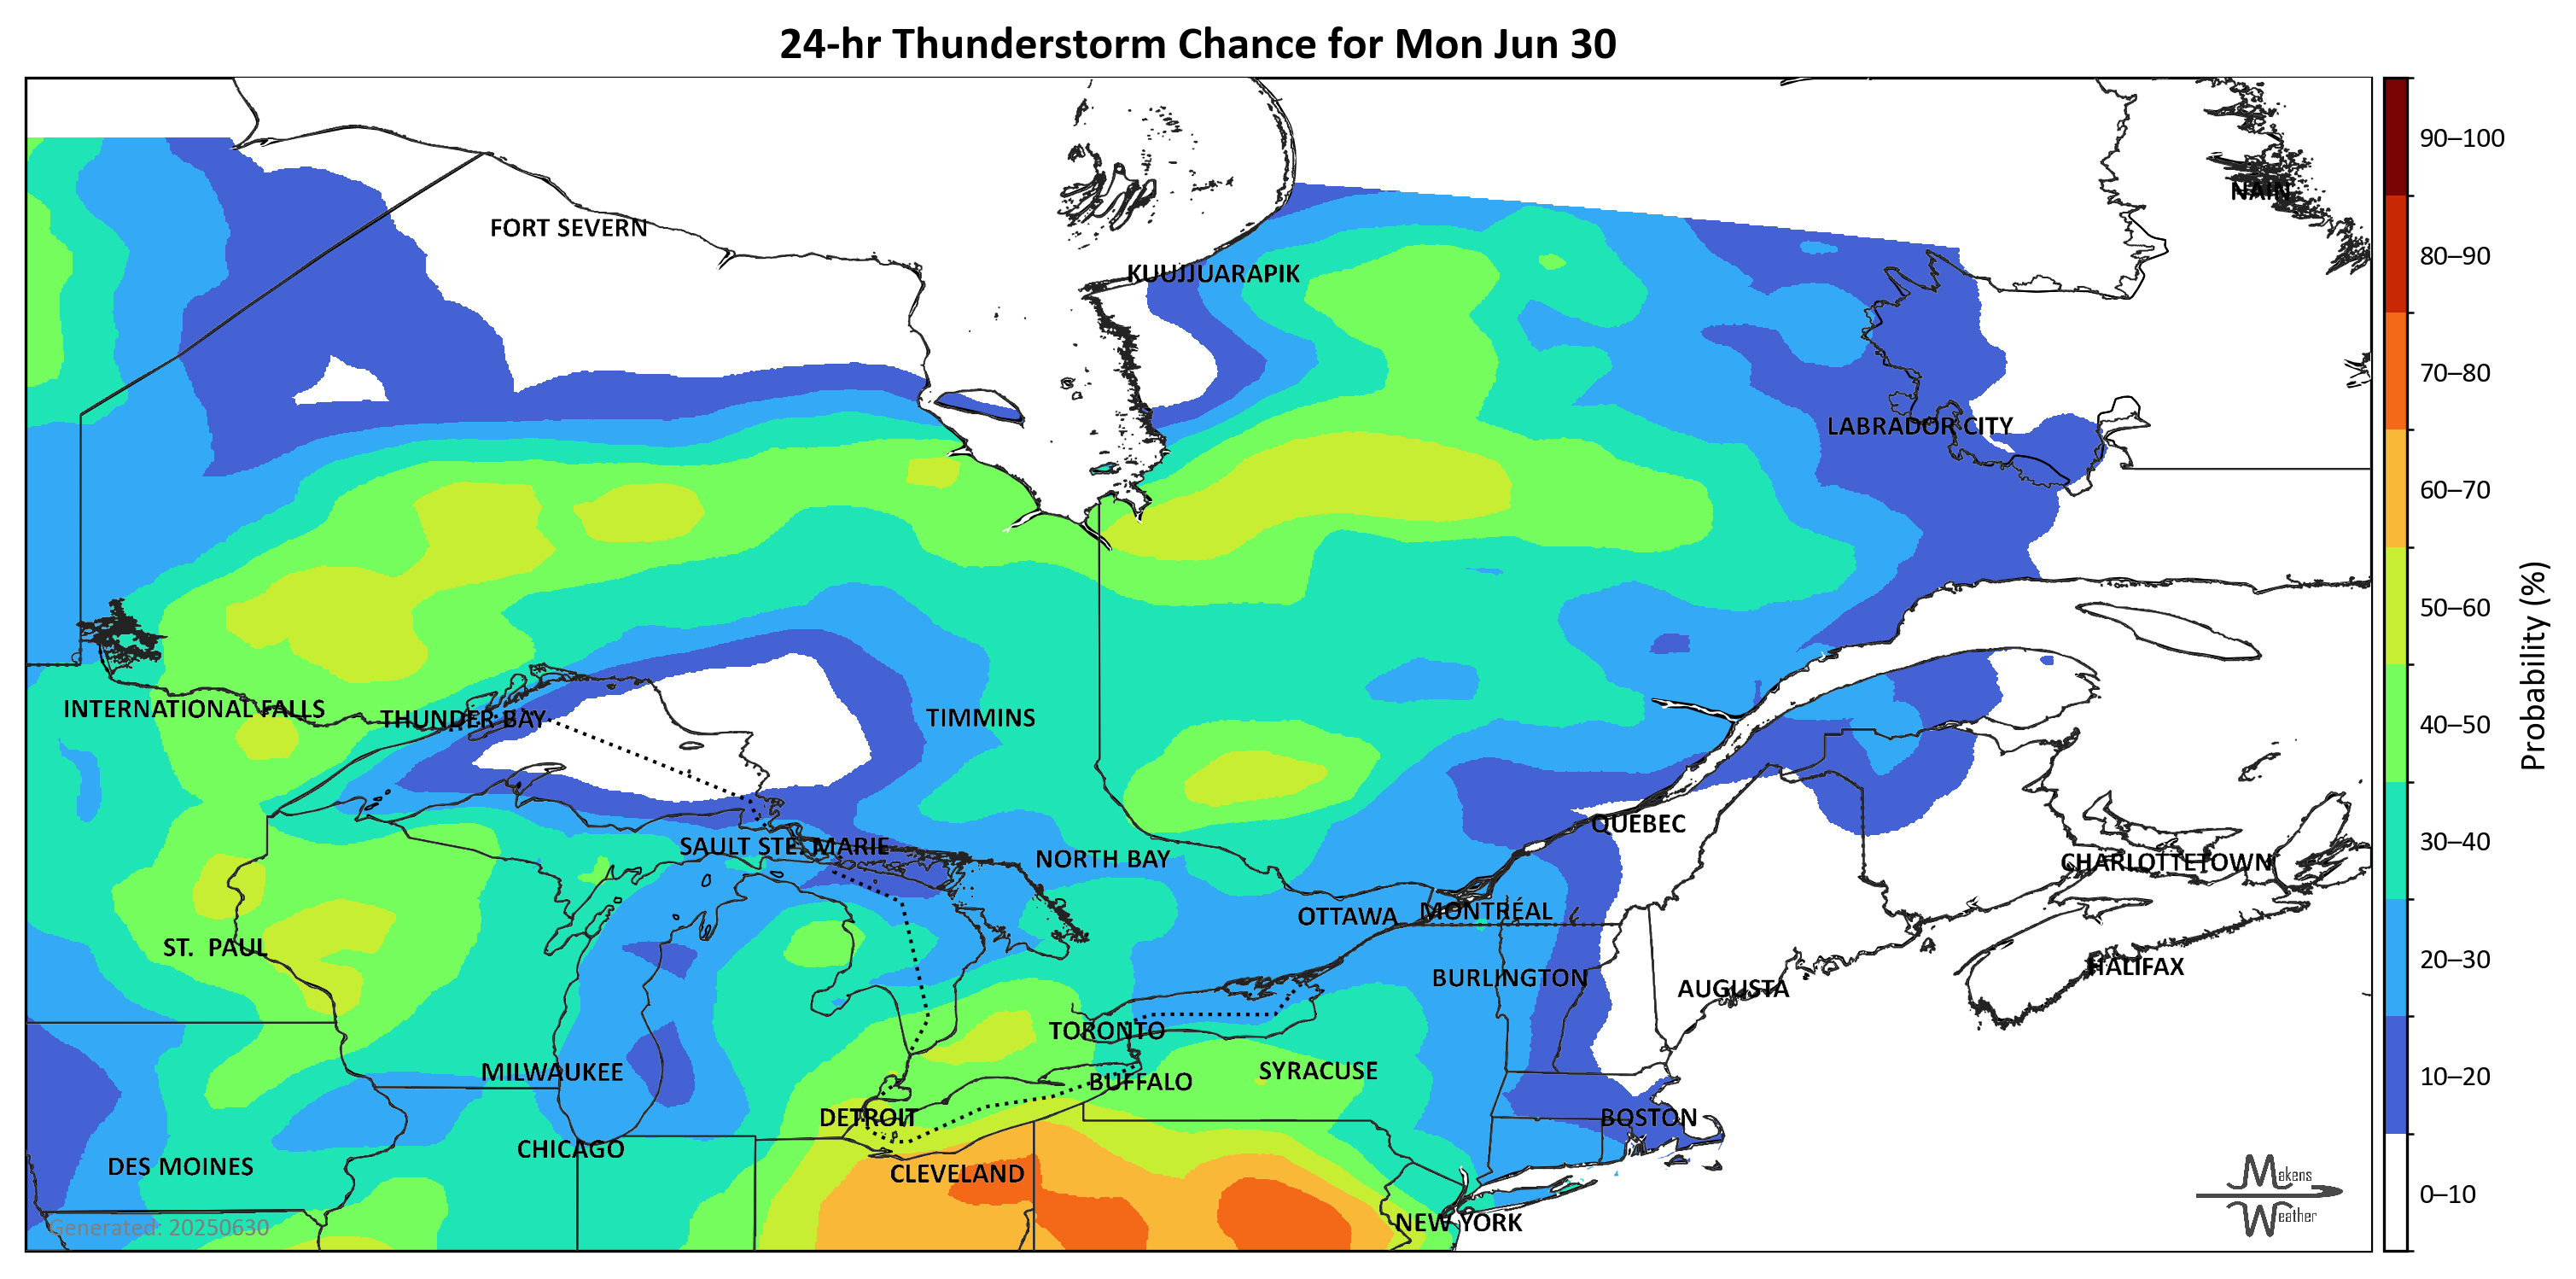 24-hr Thunderstorm Chance for Mon Jun 30
NAIN
FORT SEVERN
KUUJJUARAPIK
LABRADOR CITY
INTERNATIONAL FALLS
THUNDER BAY
TIMMINS
QUEBEC
SAULT STE. MARIE
NORTH BAY
CHARLOTTETOWN
OTTAWA
MONTRÉAL
ST. PAUL
HALIFAX
BURLINGTON
AUGUSTA
TORONTO
MILWAUKEE
SYRACUSE
BUFFALO
DETROIT
BOSTON
CHICAGO
DES MOINES
CLEVELAND
NEW YORK
Generated: 20250630
Makens
Weather
90–100
80–90
70–80
60–70
50–60
40–50
30–40
20–30
10–20
0–10
Probability (%)